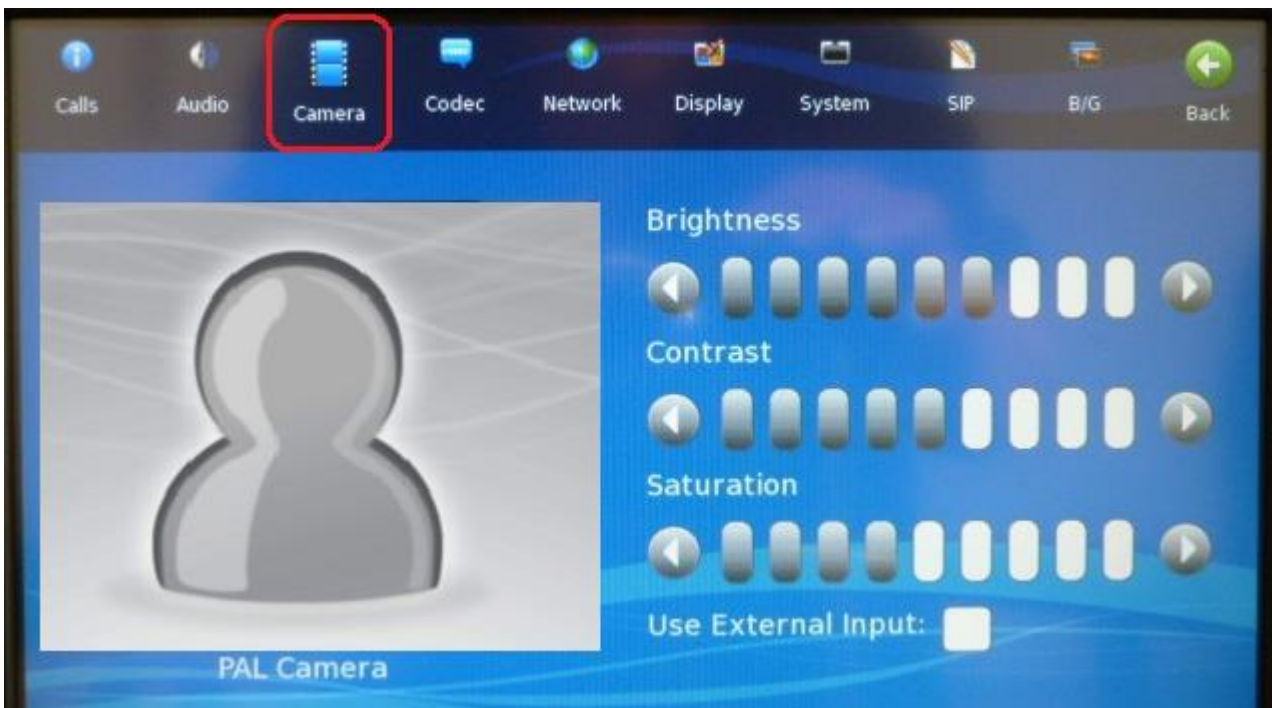 Calls
Audio
Camera
Codec
Network
Display
System
SIP
B/G
Back
Brightness
Contrast
Saturation
Use External Input:
PAL Camera